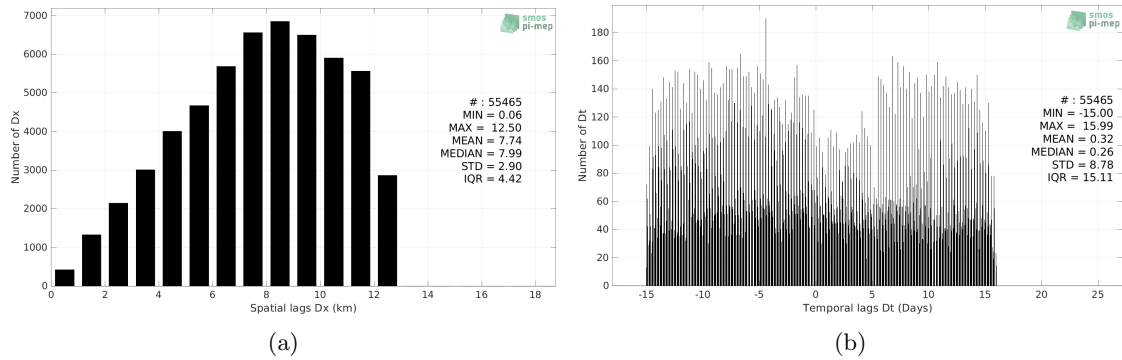 7000
6000
5000
4000
3000
2000
1000
0
Number of Dx
0 2 4 6 8 10 12 14 16 18
Spatial lags Dx (km)
smos
pi-mep
# : 55465
MIN = 0.06
MAX = 12.50
MEAN = 7.74
MEDIAN = 7.99
STD = 2.90
IQR = 4.42
(a)
180
160
140
120
100
80
60
40
20
0
Number of Dt
-15 -10 -5 0 5 10 15 20 25
Temporal lags Dt (Days)
smos
pi-mep
# : 55465
MIN = -15.00
MAX = 15.99
MEAN = 0.32
MEDIAN = 0.26
STD = 8.78
IQR = 15.11
(b)